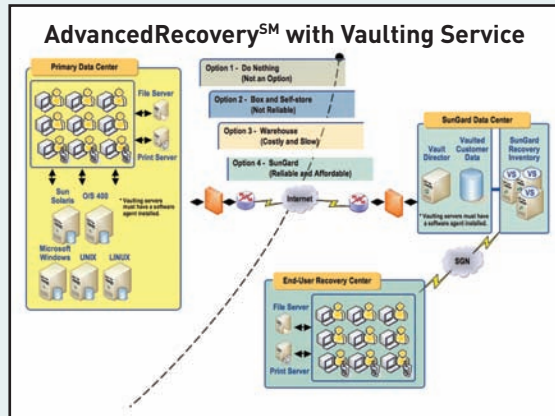 AdvancedRecoverySM with Vaulting Service
Primary Data Center
File Server
Print Server
Sun
Solaris
O/S 400
* Vaulting servers
must have a software
agent installed.
Microsoft
Windows
UNIX
LINUX
Option 1 - Do Nothing
(Not an Option)
Option 2 - Box and Self-store
(Not Reliable)
Option 3 - Warehouse
(Costly and Slow)
Option 4 - SunGard
(Reliable and Affordable)
Internet
SunGard Data Center
Vault
Director
Vaulted
Customer
Data
SunGard
Recovery
Inventory
VS
VS
VS
* Vaulting servers must have
a software agent installed.
SGN
End-User Recovery Center
File Server
Print Server